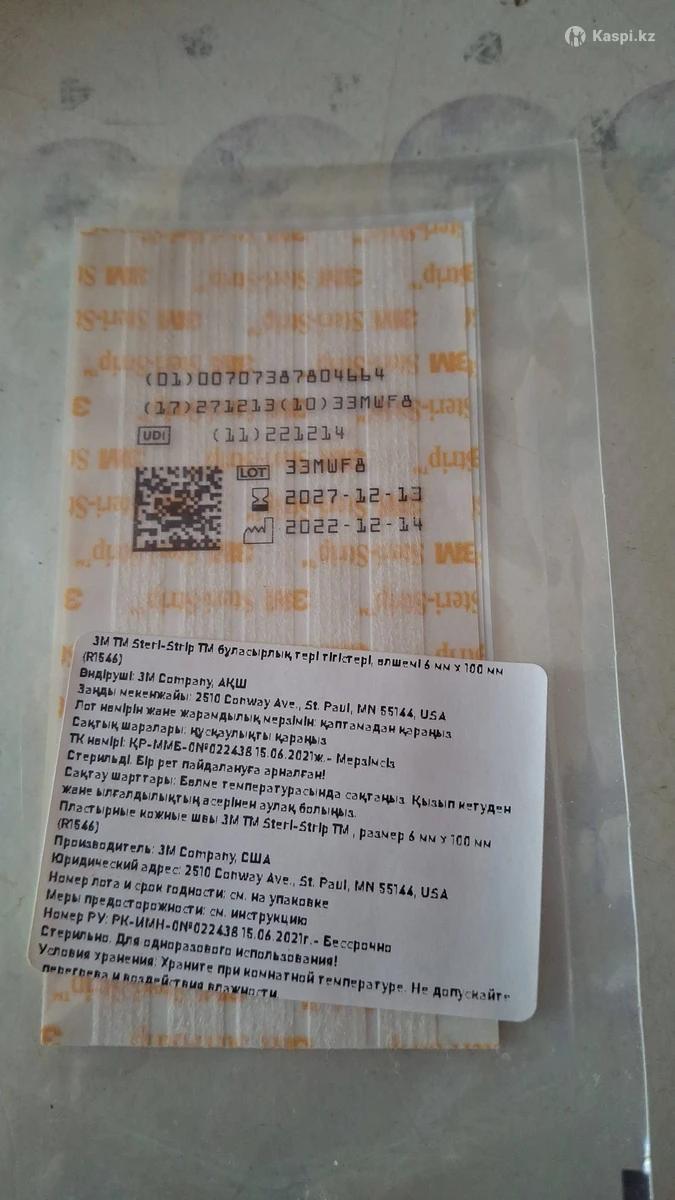 Kaspi.kz
(01)00707387804664
(17)271213(10)33MWF8
UDI (11)221214
LOT 33MWF8
2027-12-13
2022-12-14
3M TM Steri-Strip TM бұласырлық тері тігістері, өлшемі 6 мм x 100 мм
(R1546)
Өндіруші: 3M Company, АҚШ
Заңды мекенжайы: 2510 Conway Ave., St. Paul, MN 55144, USA
Лот нөмірін және жарамдылық мерзімін: қаптамадан қараңыз
Сақтық шаралары: нұсқаулықты қараңыз
ТК нөмірі: ҚР-ММБ-0№022438 15.06.2021ж.- Мерзімсіз
Стерильді. Бір рет пайдалануға арналған!
Сақтау шарттары: Бөлме температурасында сақтаңыз. Қызып кетуден
және ылғалдылықтың әсерінен аулақ болыңыз.
Пластырные кожные швы 3M TM Steri-Strip TM , размер 6 мм x 100 мм
(R1546)
Производитель: 3M Company, США
Юридический адрес: 2510 Conway Ave., St. Paul, MN 55144, USA
Номер лота и срок годности: см. на упаковке
Меры предосторожности: см. инструкцию
Номер РУ: РК-ИМН-0№022438 15.06.2021г.- Бессрочно
Стерильно. Для одноразового использования!
Условия хранения: Храните при комнатной температуре. Не допускайте
перегрева и воздействия влажности.